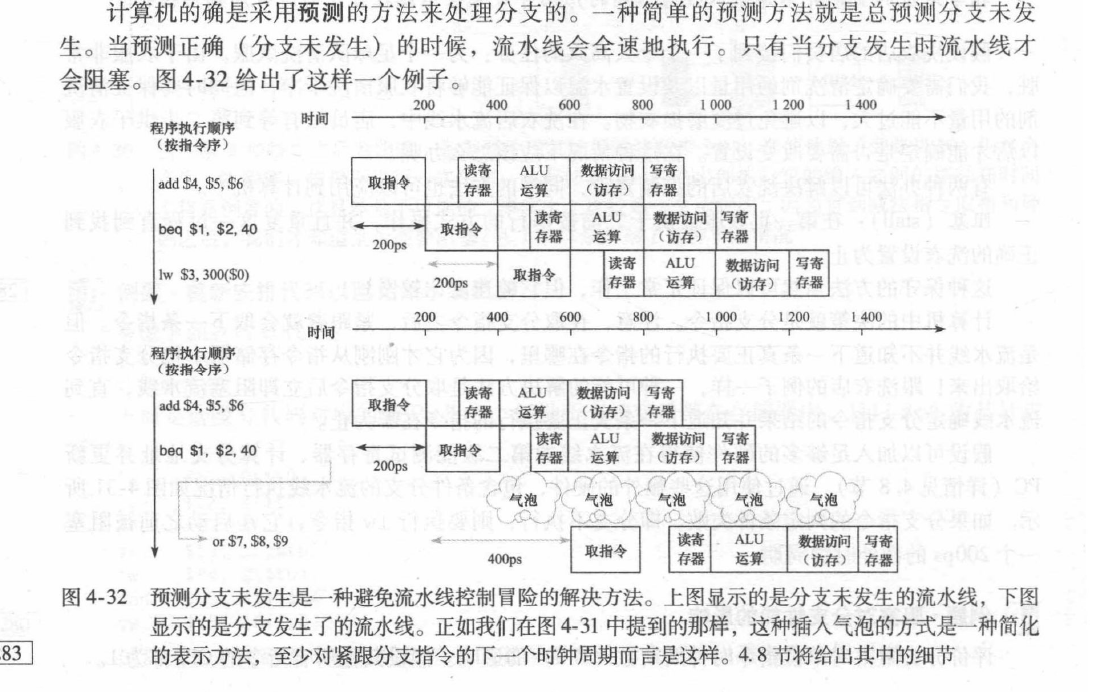 计算机的确是采用预测的方法来处理分支的。一种简单的预测方法就是总预测分支未发
生。当预测正确（分支未发生）的时候，流水线会全速地执行。只有当分支发生时流水线才
会阻塞。图4-32给出了这样一个例子。
时间 200 400 600 800 1 000 1 200 1 400
程序执行顺序
（按指令序）
add $4, $5, $6 取指令 读寄存器 ALU运算 数据访问（访存） 写寄存器
beq $1, $2, 40 200ps 取指令 读寄存器 ALU运算 数据访问（访存） 写寄存器
lw $3, 300($0) 200ps 取指令 读寄存器 ALU运算 数据访问（访存） 写寄存器
时间 200 400 600 800 1 000 1 200 1 400
程序执行顺序
（按指令序）
add $4, $5, $6 取指令 读寄存器 ALU运算 数据访问（访存） 写寄存器
beq $1, $2, 40 200ps 取指令 读寄存器 ALU运算 数据访问（访存） 写寄存器
气泡 气泡 气泡 气泡 气泡
or $7, $8, $9 400ps 取指令 读寄存器 ALU运算 数据访问（访存） 写寄存器
图4-32 预测分支未发生是一种避免流水线控制冒险的解决方法。上图显示的是分支未发生的流水线，下图
显示的是分支发生了的流水线。正如我们在图4-31中提到的那样，这种插入气泡的方式是一种简化
的表示方法，至少对紧跟分支指令的下一个时钟周期而言是这样。4.8节将给出其中的细节
283